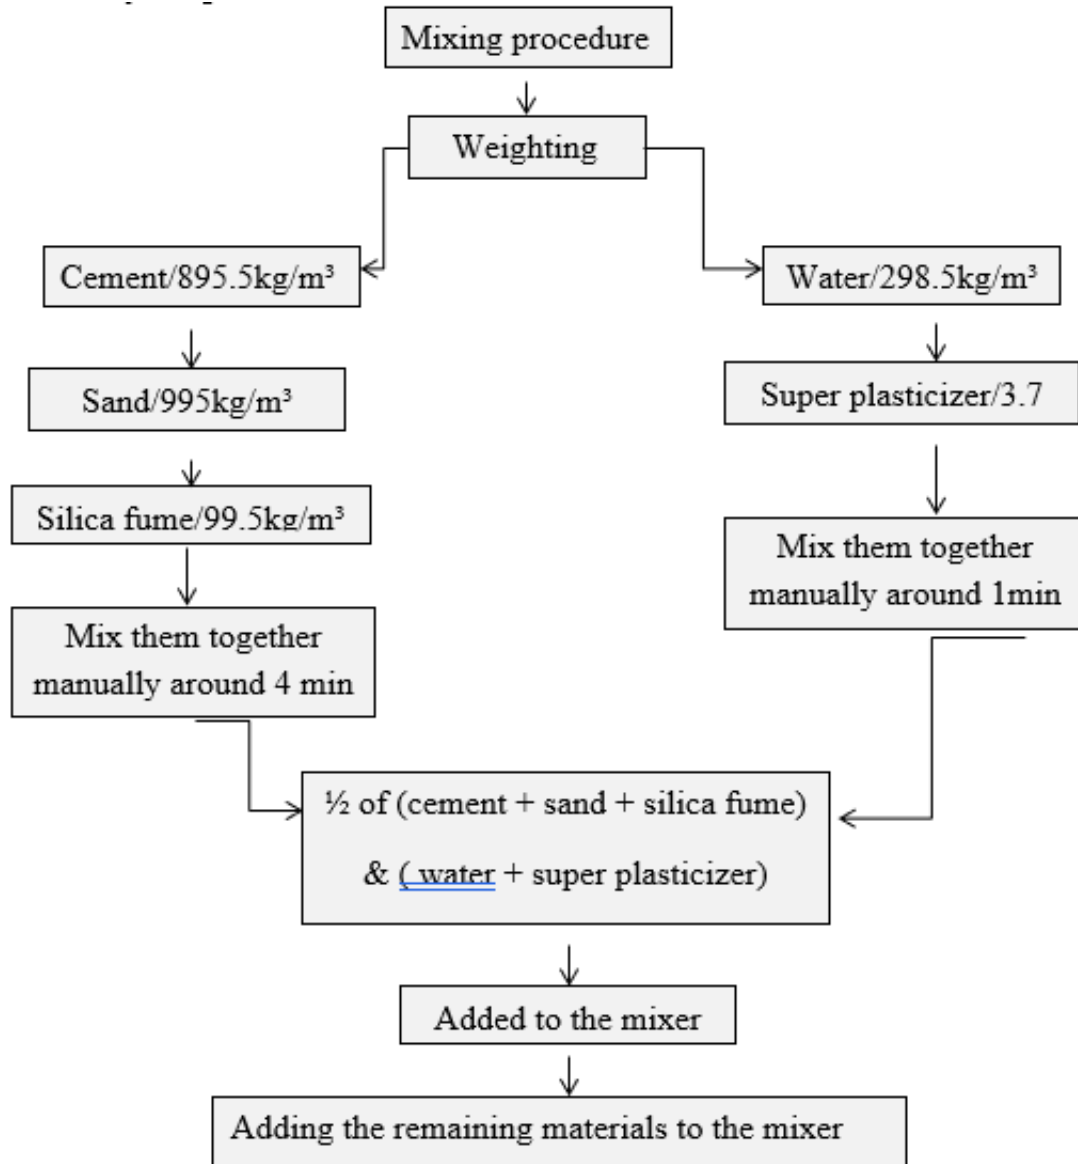 Mixing procedure
Weighting
Cement/895.5kg/m³
Water/298.5kg/m³
Sand/995kg/m³
Super plasticizer/3.7
Silica fume/99.5kg/m³
Mix them together
manually around 1min
Mix them together
manually around 4 min
½ of (cement + sand + silica fume)
& ( water + super plasticizer)
Added to the mixer
Adding the remaining materials to the mixer